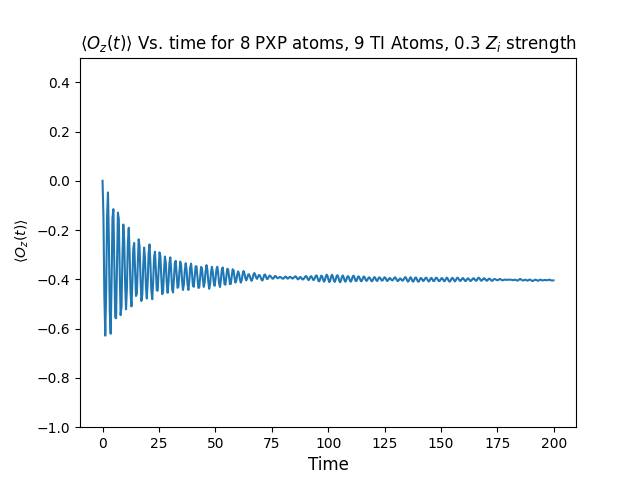 ⟨O_z(t)⟩ Vs. time for 8 PXP atoms, 9 TI Atoms, 0.3 Z_i strength
⟨O_z(t)⟩
0.4
0.2
0.0
−0.2
−0.4
−0.6
−0.8
−1.0
0 25 50 75 100 125 150 175 200
Time